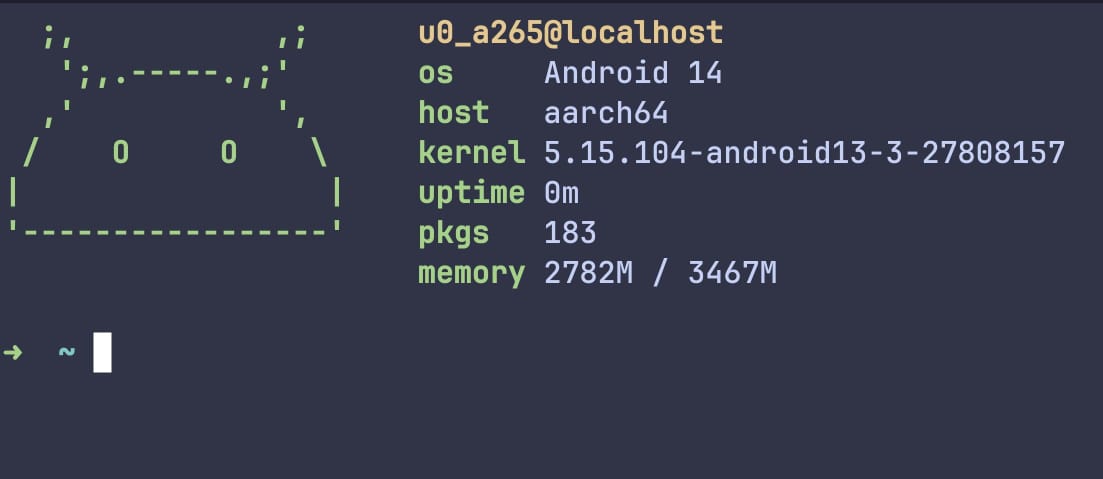 u0_a265@localhost
os Android 14
host aarch64
kernel 5.15.104-android13-3-27808157
uptime 0m
pkgs 183
memory 2782M / 3467M
➜ ~